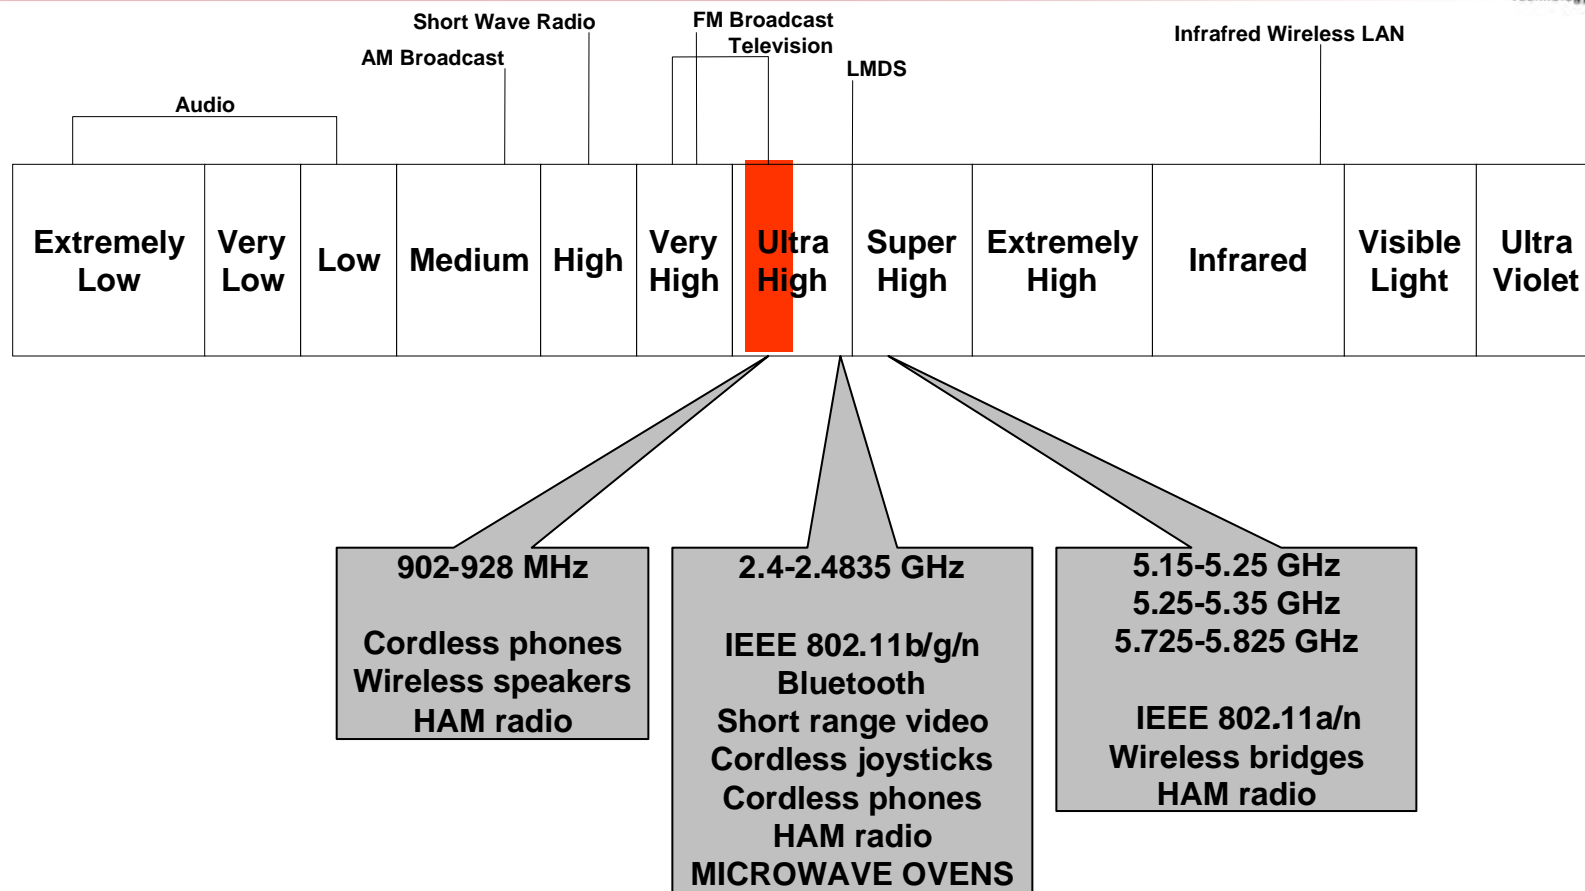 Short Wave Radio
FM Broadcast
Television
Infrafred Wireless LAN
AM Broadcast
LMDS
Audio
Extremely
Low
Very
Low
Low
Medium
High
Very
High
Ultra
High
Super
High
Extremely
High
Infrared
Visible
Light
Ultra
Violet
902-928 MHz
Cordless phones
Wireless speakers
HAM radio
2.4-2.4835 GHz
IEEE 802.11b/g/n
Bluetooth
Short range video
Cordless joysticks
Cordless phones
HAM radio
MICROWAVE OVENS
5.15-5.25 GHz
5.25-5.35 GHz
5.725-5.825 GHz
IEEE 802.11a/n
Wireless bridges
HAM radio